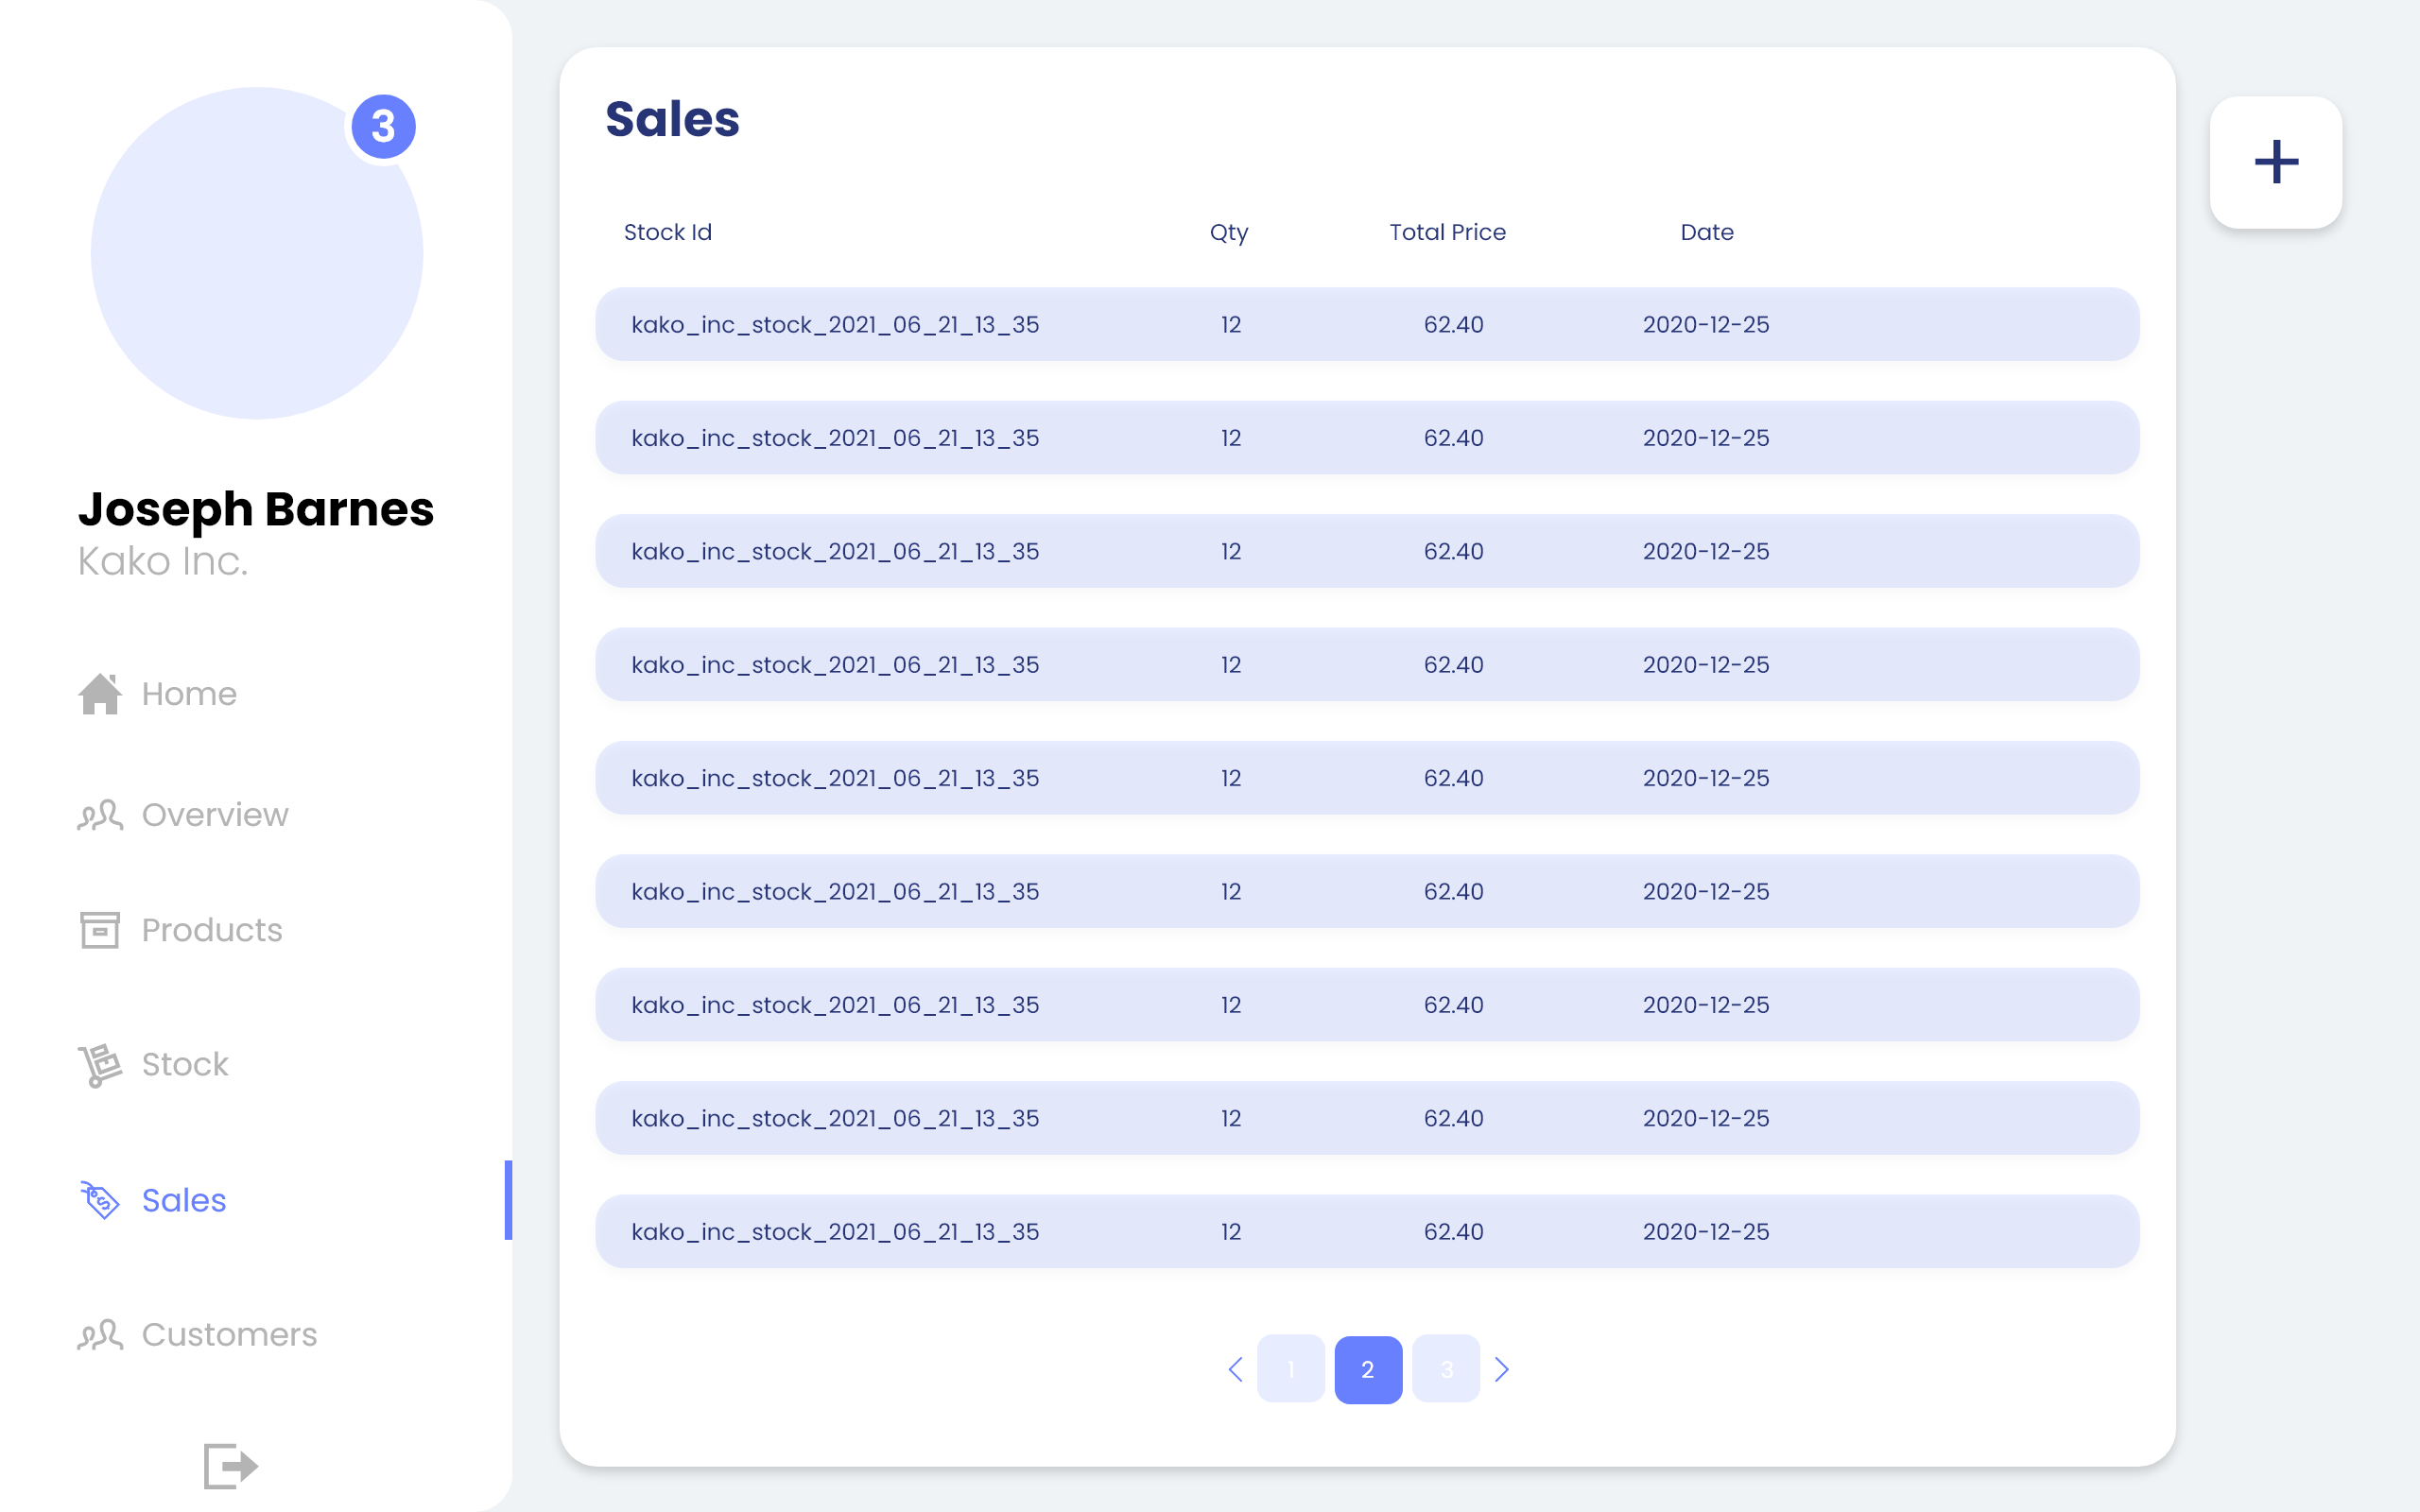 3
Joseph Barnes
Kako Inc.
Home
Overview
Products
Stock
Sales
Customers
Sales
Stock Id Qty Total Price Date
kako_inc_stock_2021_06_21_13_35 12 62.40 2020-12-25
kako_inc_stock_2021_06_21_13_35 12 62.40 2020-12-25
kako_inc_stock_2021_06_21_13_35 12 62.40 2020-12-25
kako_inc_stock_2021_06_21_13_35 12 62.40 2020-12-25
kako_inc_stock_2021_06_21_13_35 12 62.40 2020-12-25
kako_inc_stock_2021_06_21_13_35 12 62.40 2020-12-25
kako_inc_stock_2021_06_21_13_35 12 62.40 2020-12-25
kako_inc_stock_2021_06_21_13_35 12 62.40 2020-12-25
kako_inc_stock_2021_06_21_13_35 12 62.40 2020-12-25
1 2 3